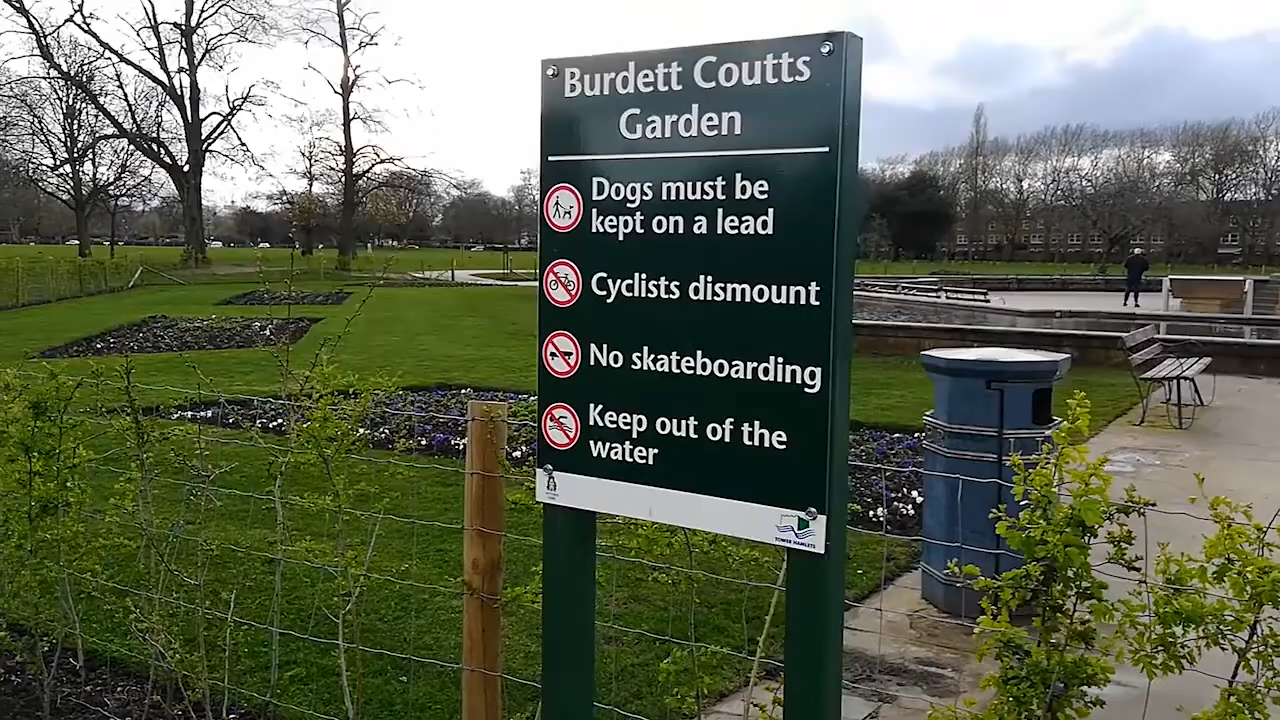 Burdett Coutts
Garden
Dogs must be
kept on a lead
Cyclists dismount
No skateboarding
Keep out of the
water
TOWER HAMLETS